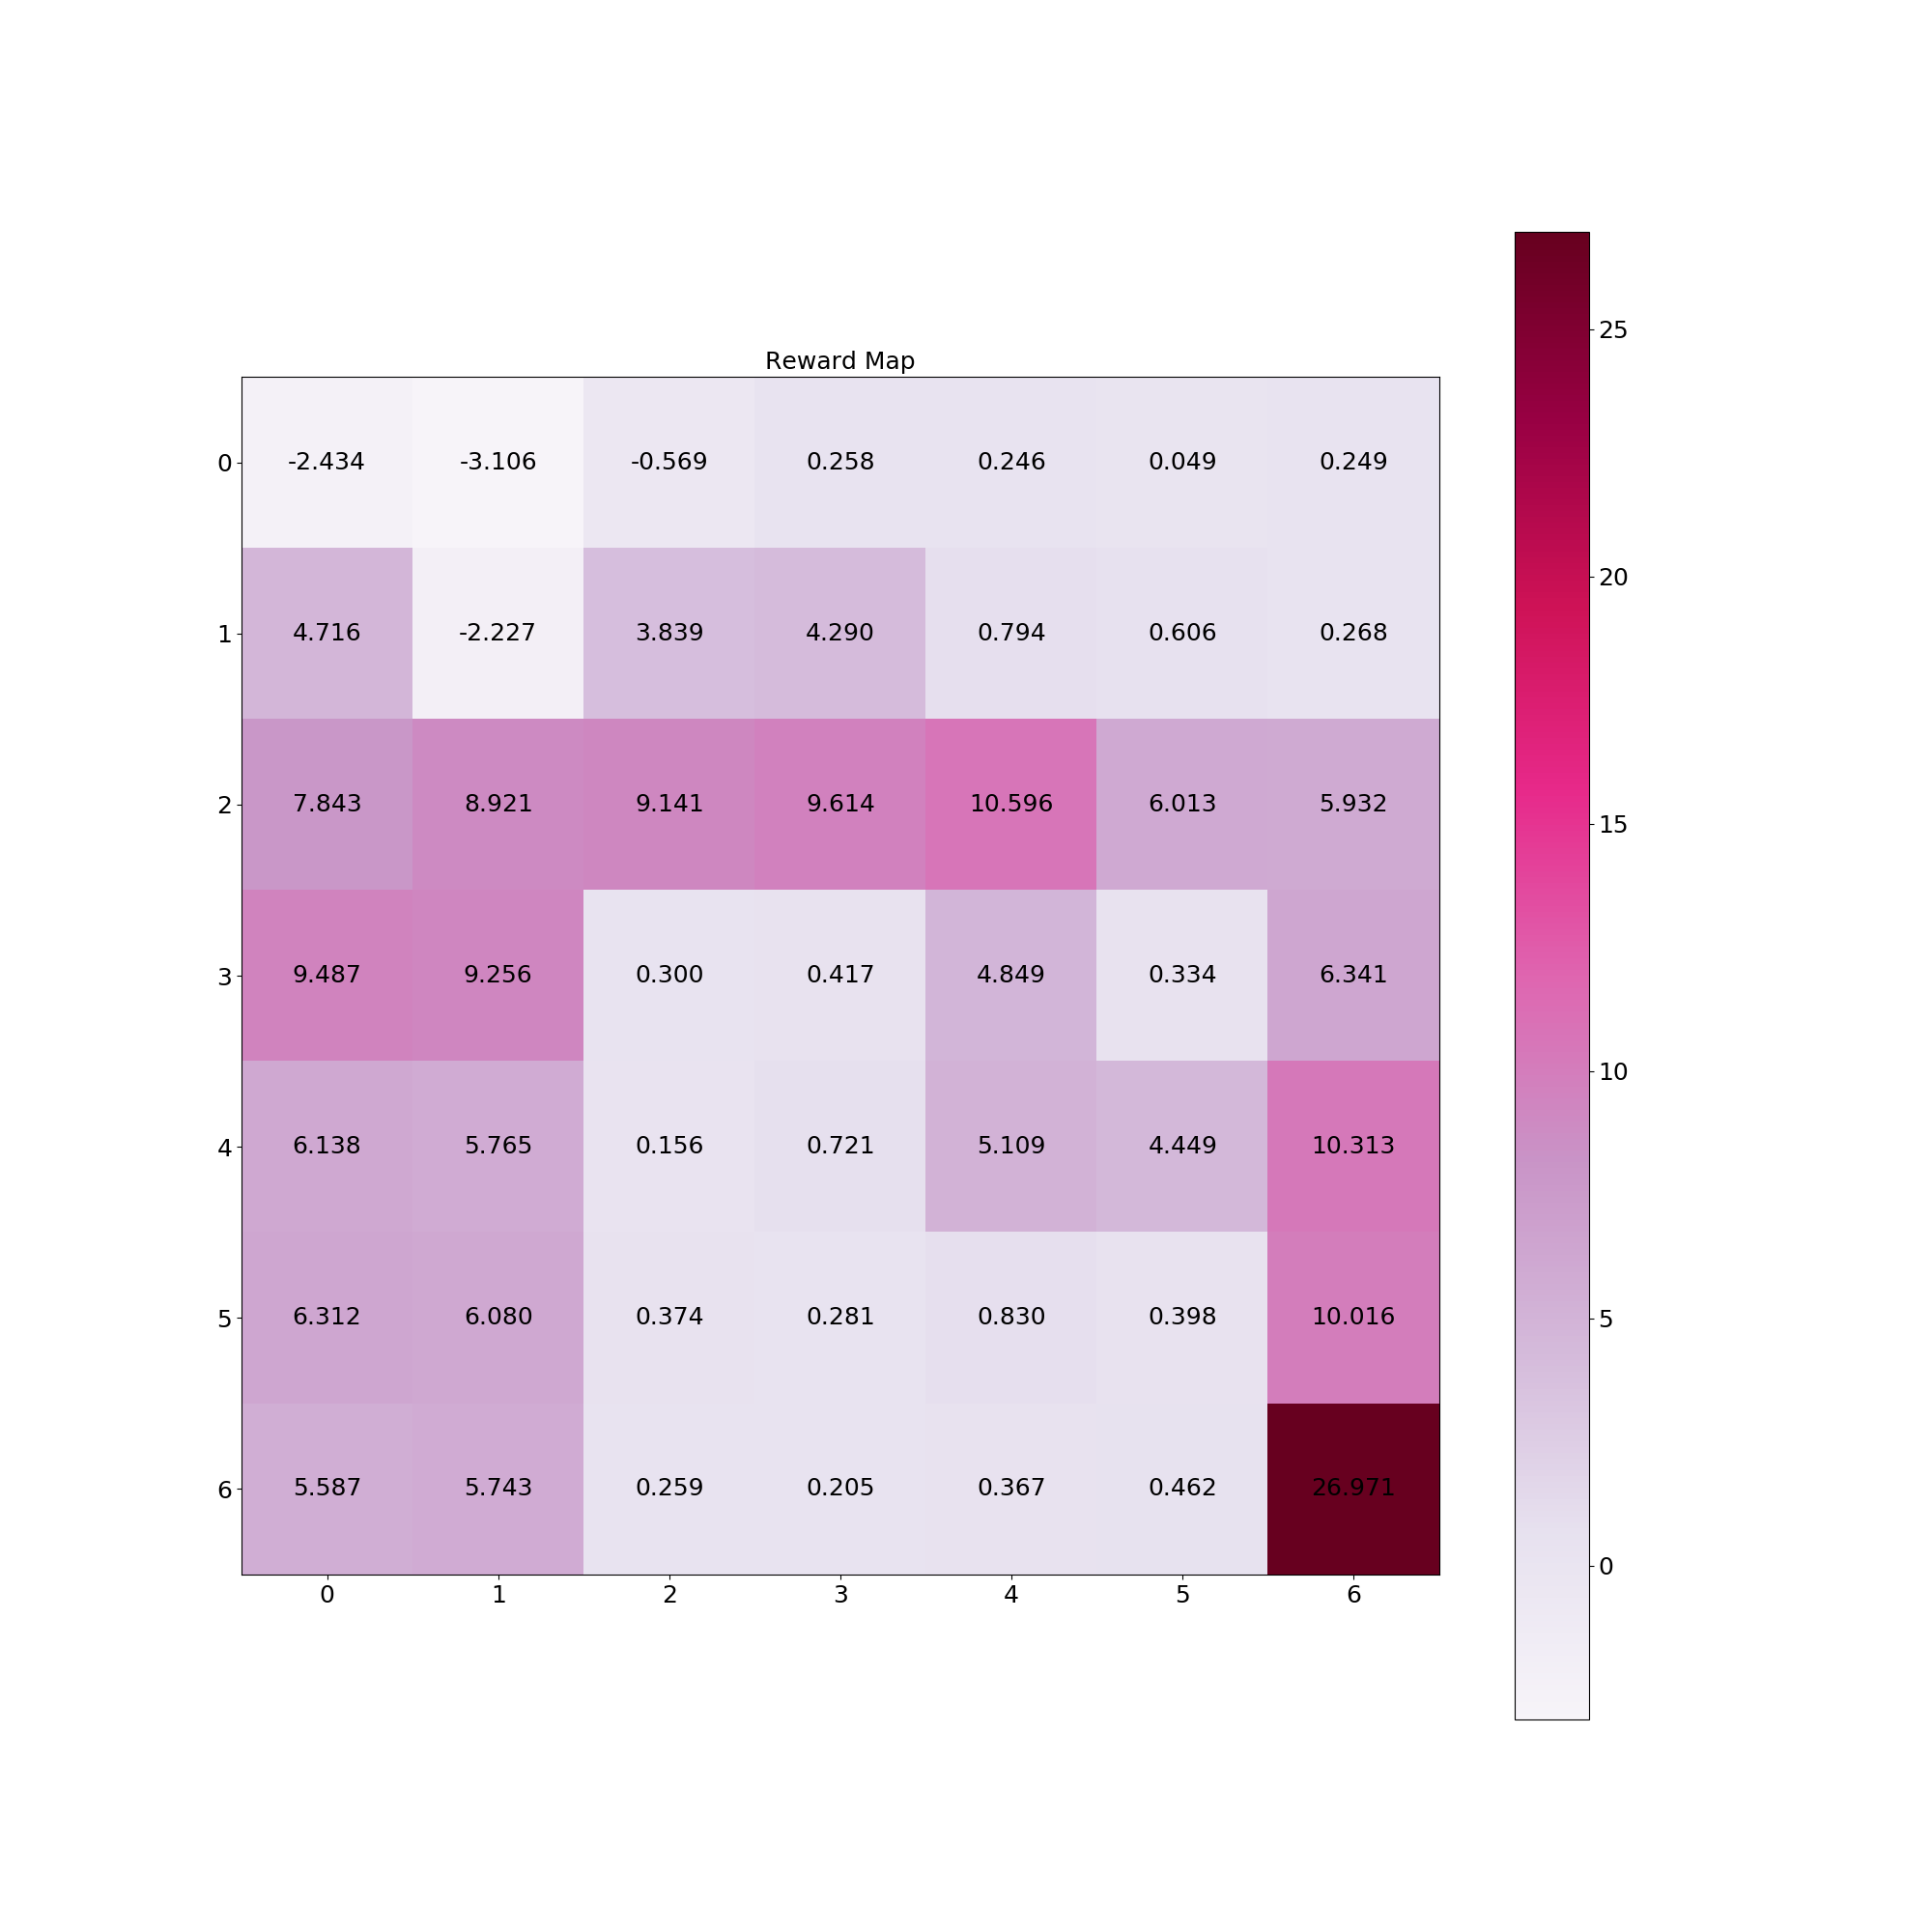 Reward Map
25
0 -2.434 -3.106 -0.569 0.258 0.246 0.049 0.249
20
1 4.716 -2.227 3.839 4.290 0.794 0.606 0.268
2 7.843 8.921 9.141 9.614 10.596 6.013 5.932
15
3 9.487 9.256 0.300 0.417 4.849 0.334 6.341
10
4 6.138 5.765 0.156 0.721 5.109 4.449 10.313
5 6.312 6.080 0.374 0.281 0.830 0.398 10.016
5
6 5.587 5.743 0.259 0.205 0.367 0.462 26.971
0
0 1 2 3 4 5 6